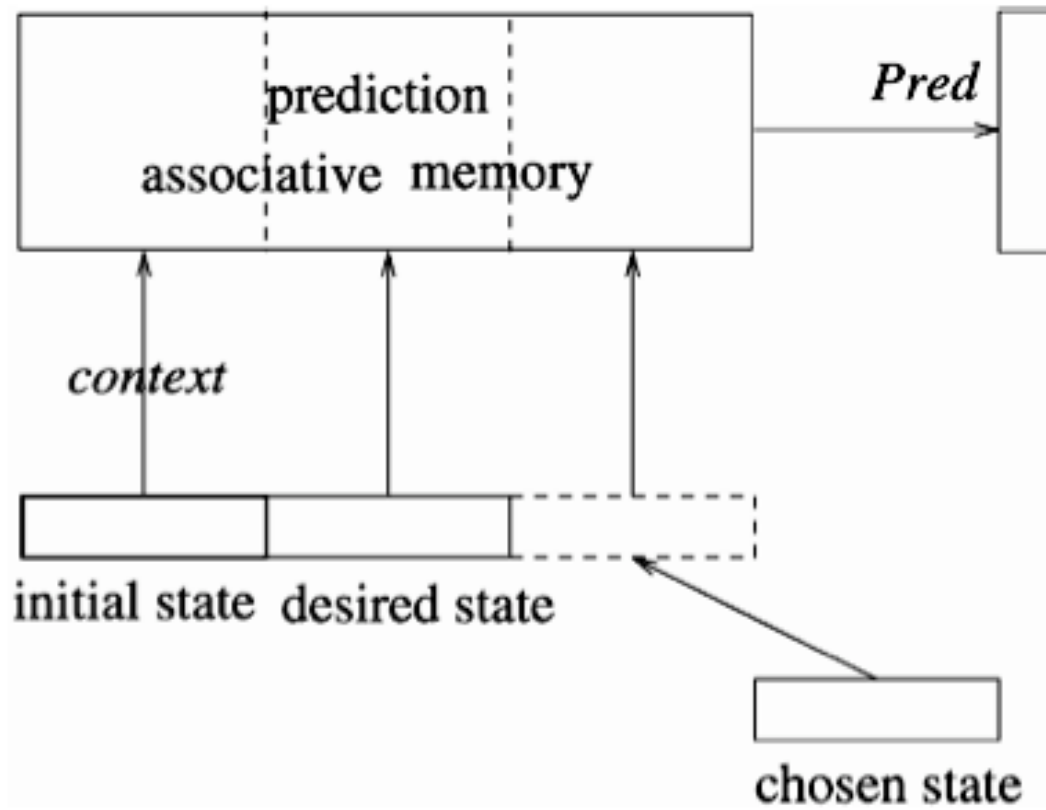 prediction
associative memory
Pred
context
initial state desired state
chosen state